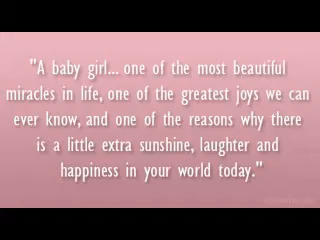 "A baby girl... one of the most beautiful
miracles in life, one of the greatest joys we can
ever know, and one of the reasons why there
is a little extra sunshine, laughter and
happiness in your world today."